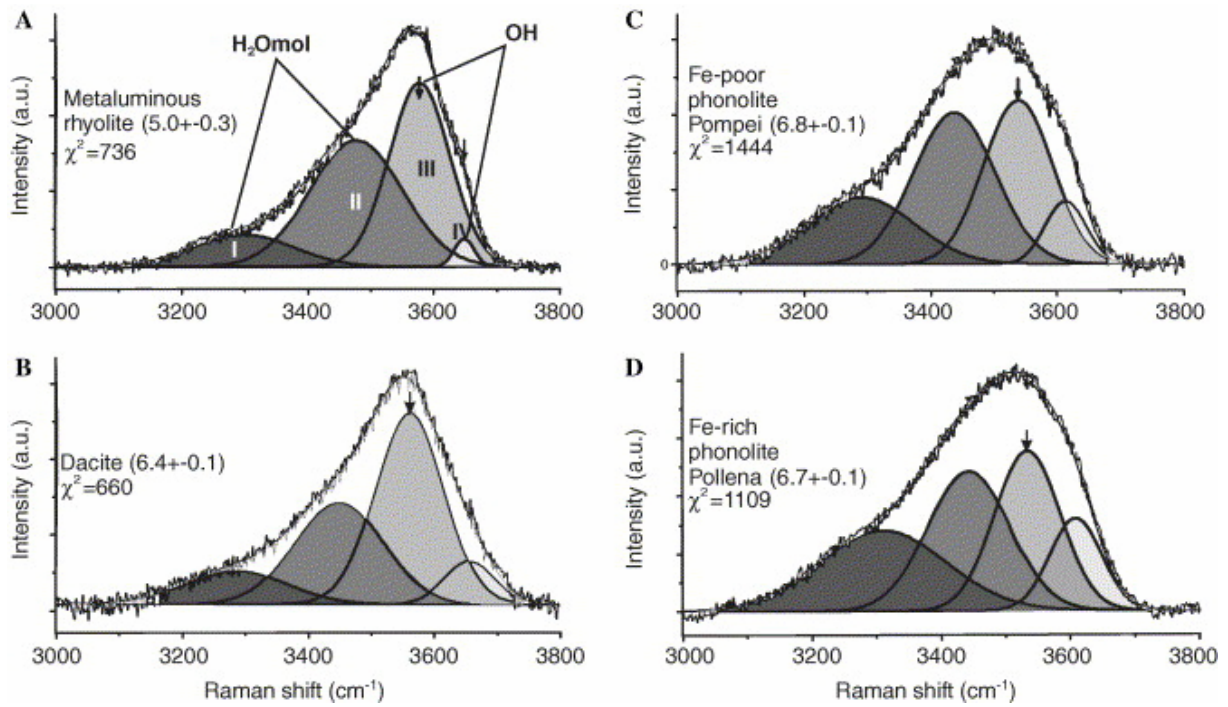 A
H₂Omol
OH
Metaluminous
rhyolite (5.0+-0.3)
χ²=736
I
II
III
IV
Intensity (a.u.)
3000 3200 3400 3600 3800
B
Dacite (6.4+-0.1)
χ²=660
Intensity (a.u.)
3000 3200 3400 3600 3800
Raman shift (cm⁻¹)
C
Fe-poor
phonolite
Pompei (6.8+-0.1)
χ²=1444
Intensity (a.u.)
0
3000 3200 3400 3600 3800
D
Fe-rich
phonolite
Pollena (6.7+-0.1)
χ²=1109
Intensity (a.u.)
3000 3200 3400 3600 3800
Raman shift (cm⁻¹)